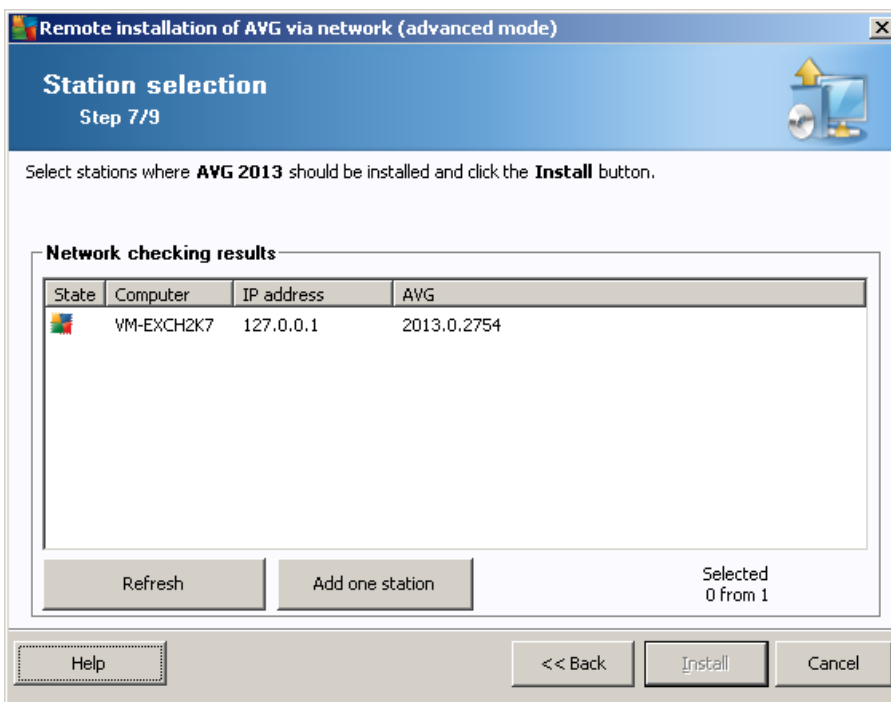 Remote installation of AVG via network (advanced mode)
Station selection
Step 7/9
Select stations where AVG 2013 should be installed and click the Install button.
Network checking results
State Computer IP address AVG
VM-EXCH2K7 127.0.0.1 2013.0.2754
Refresh Add one station Selected
0 from 1
Help << Back Install Cancel